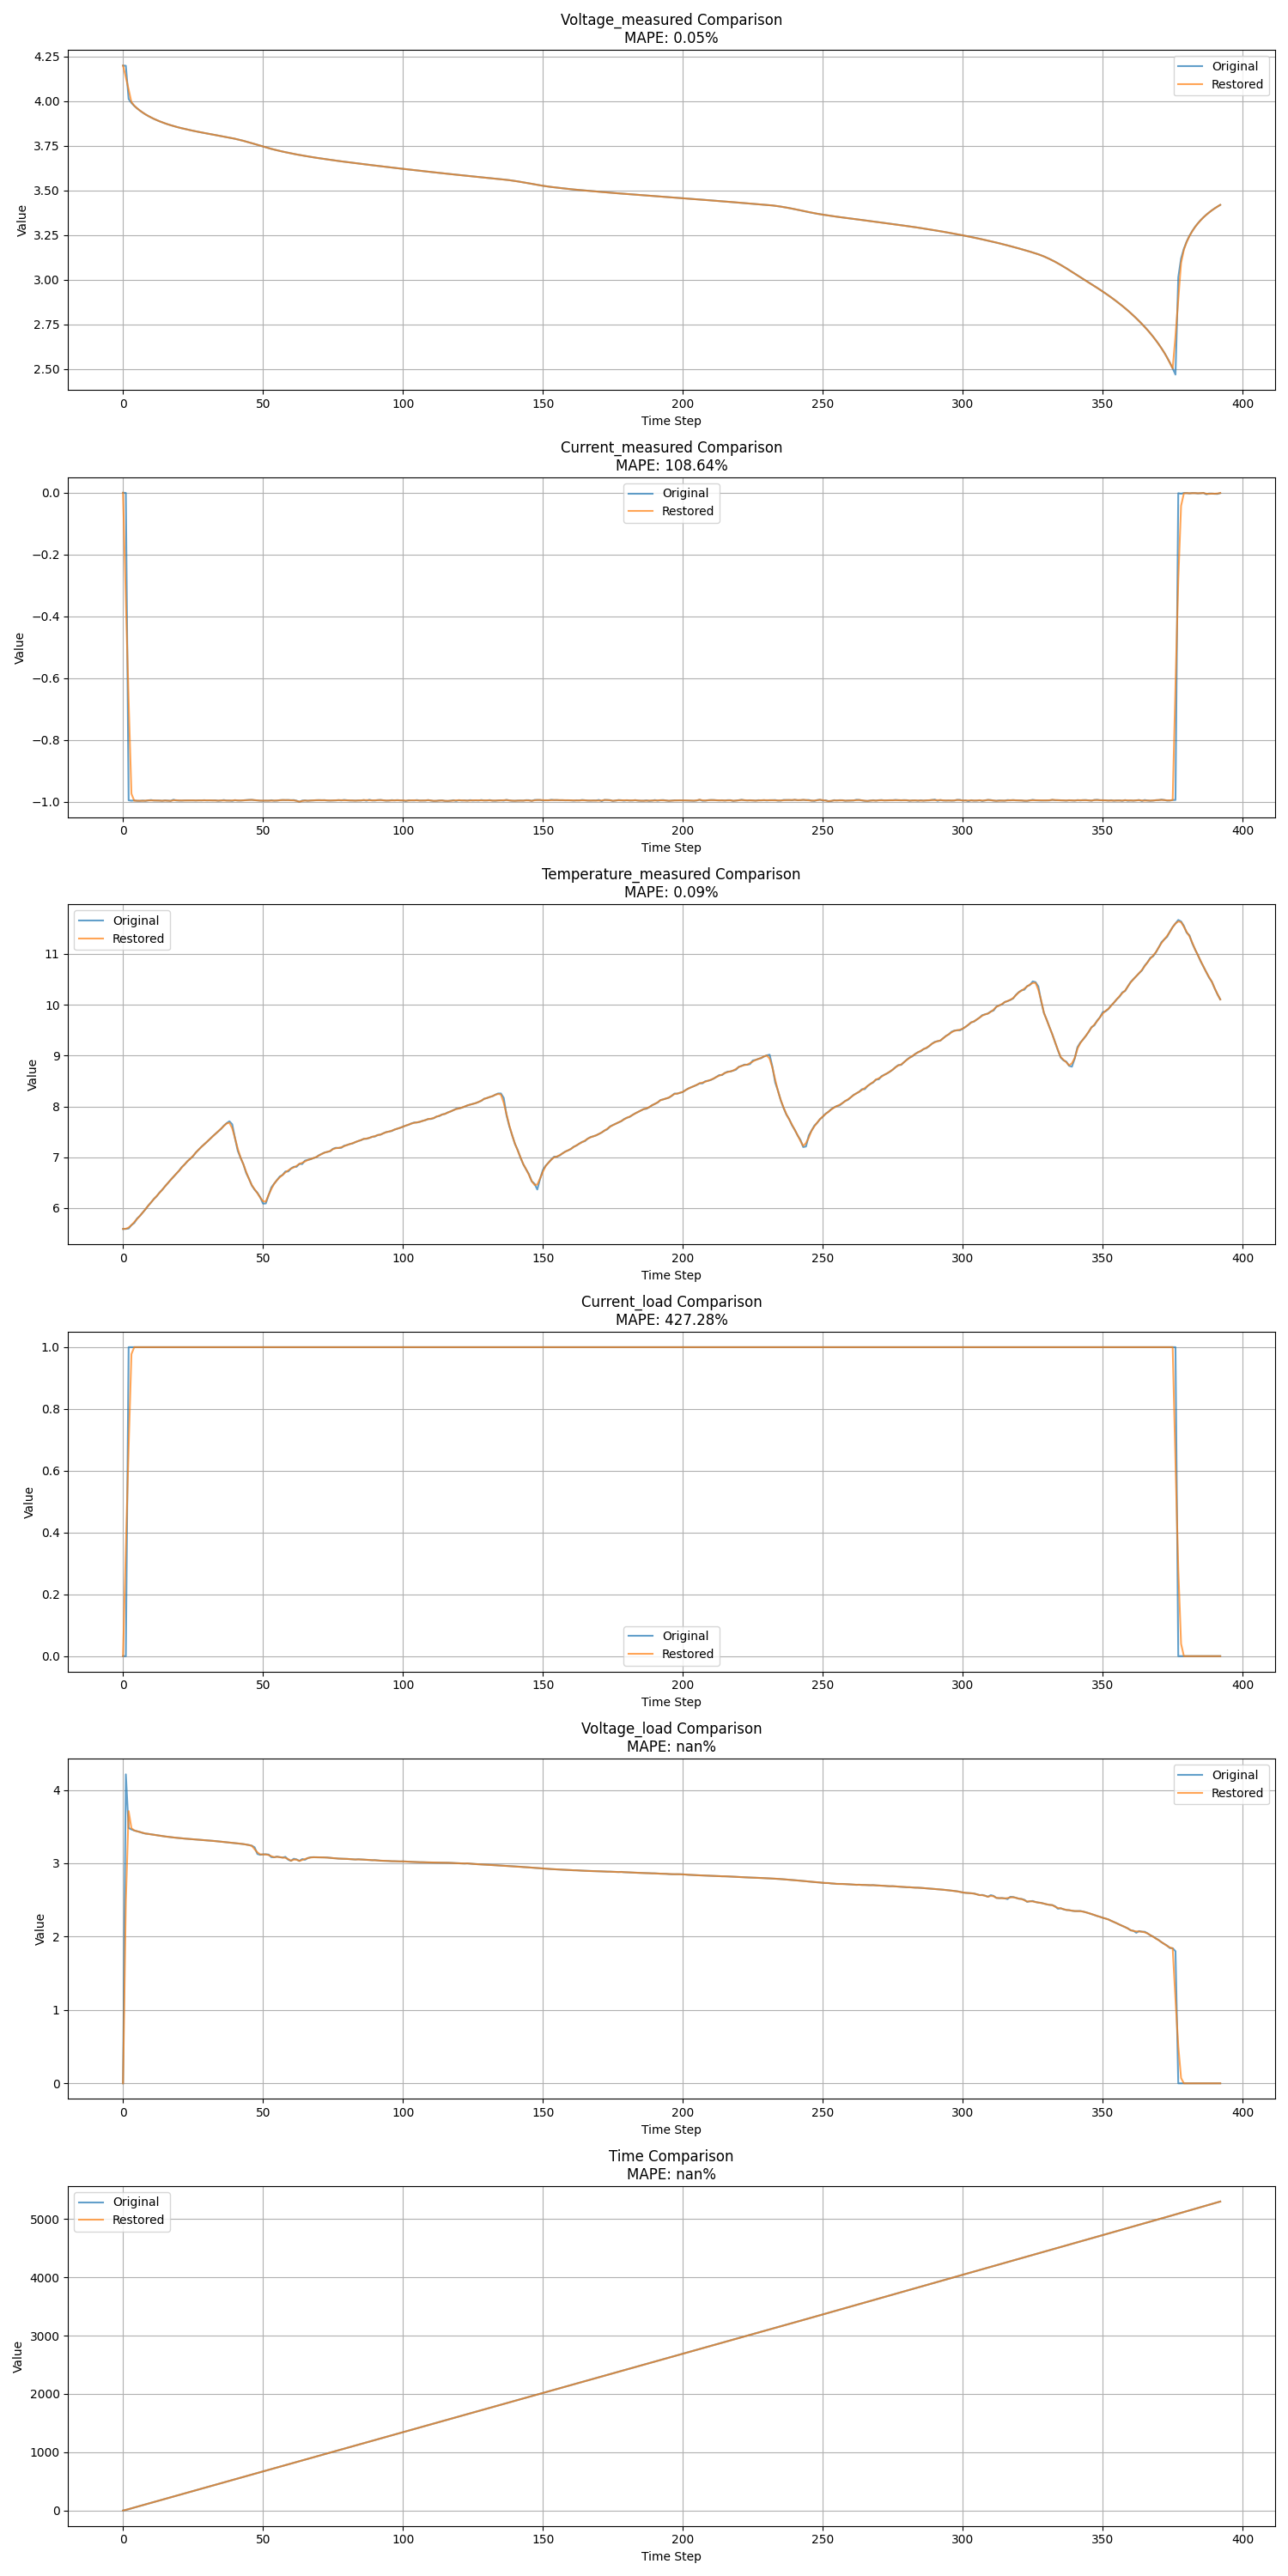 Voltage_measured Comparison
MAPE: 0.05%
4.25
4.00
3.75
3.50
3.25
3.00
2.75
2.50
Value
Original
Restored
0 50 100 150 200 250 300 350 400
Time Step
Current_measured Comparison
MAPE: 108.64%
0.0
−0.2
−0.4
−0.6
−0.8
−1.0
Value
Original
Restored
0 50 100 150 200 250 300 350 400
Time Step
Temperature_measured Comparison
MAPE: 0.09%
11
10
9
8
7
6
Value
Original
Restored
0 50 100 150 200 250 300 350 400
Time Step
Current_load Comparison
MAPE: 427.28%
1.0
0.8
0.6
0.4
0.2
0.0
Value
Original
Restored
0 50 100 150 200 250 300 350 400
Time Step
Voltage_load Comparison
MAPE: nan%
4
3
2
1
0
Value
Original
Restored
0 50 100 150 200 250 300 350 400
Time Step
Time Comparison
MAPE: nan%
5000
4000
3000
2000
1000
0
Value
Original
Restored
0 50 100 150 200 250 300 350 400
Time Step